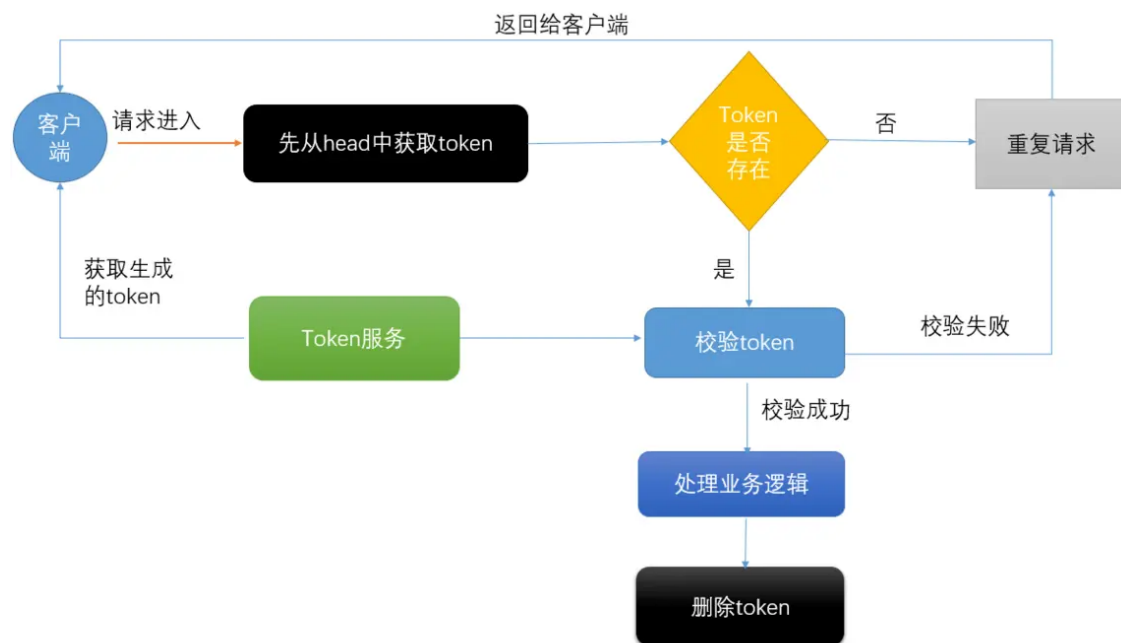 返回给客户端
客户
端
请求进入
先从head中获取token
Token
是否
存在
否
重复请求
获取生成
的token
是
Token服务
校验token
校验失败
校验成功
处理业务逻辑
删除token